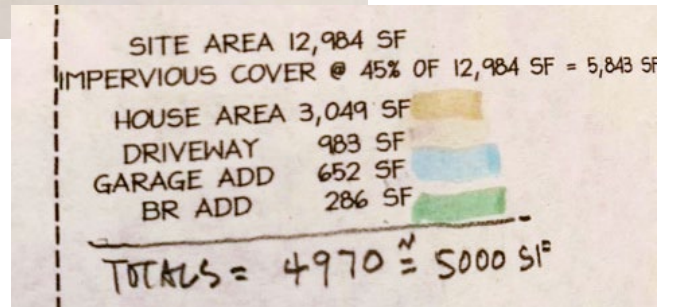 SITE AREA 12,984 SF
IMPERVIOUS COVER @ 45% OF 12,984 SF = 5,843 SF
HOUSE AREA 3,049 SF
DRIVEWAY 983 SF
GARAGE ADD 652 SF
BR ADD 286 SF
TOTALS = 4970 ≅ 5000 SF